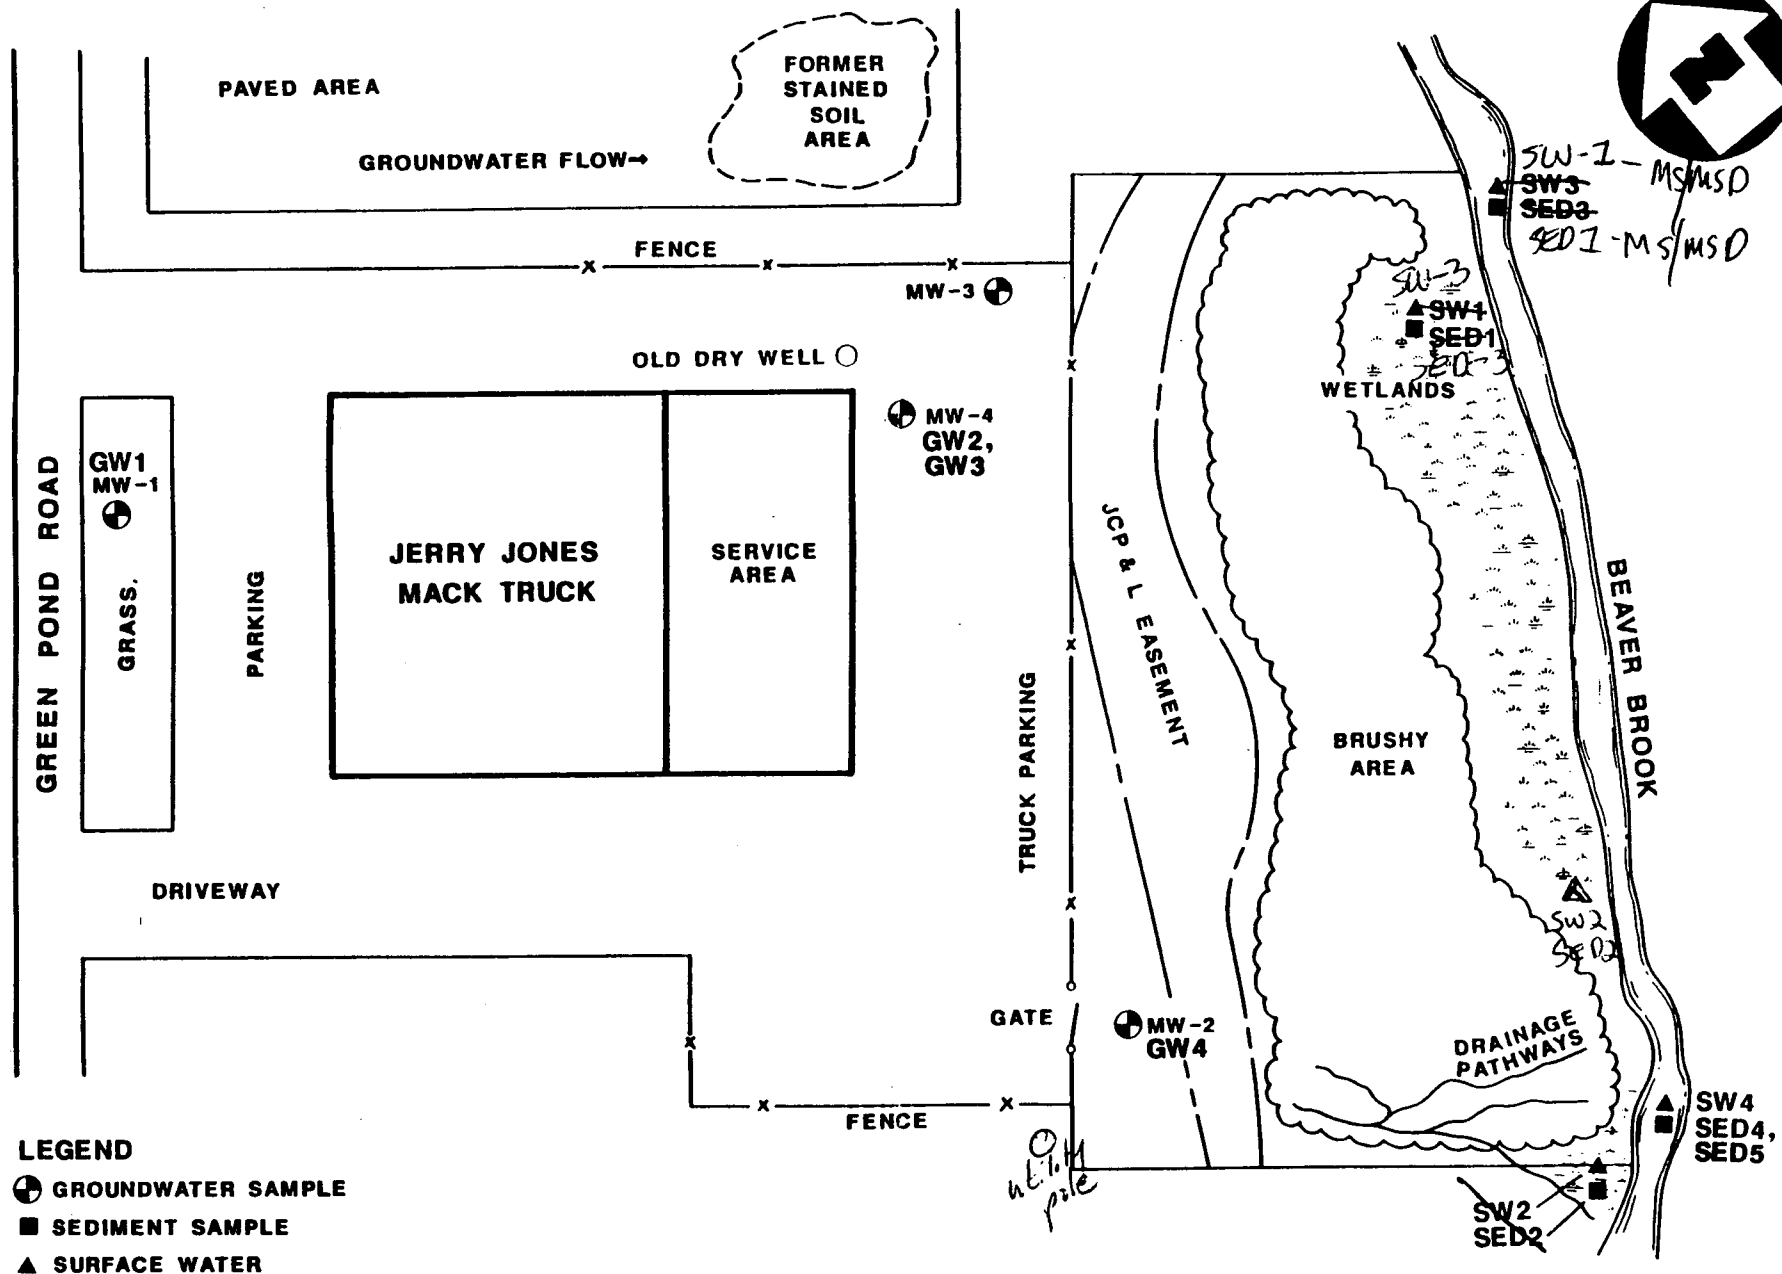 PAVED AREA
FORMER
STAINED
SOIL
AREA
GROUNDWATER FLOW→
N
SW-1-MS/MSD
SW3
SED3
SED1-MS/MSD
FENCE
MW-3
SW-3
SW1
SED1
SED-3
WETLANDS
OLD DRY WELL
MW-4
GW2,
GW3
GREEN POND ROAD
GW1
MW-1
GRASS.
PARKING
JERRY JONES
MACK TRUCK
SERVICE
AREA
TRUCK PARKING
JCP & L EASEMENT
BRUSHY
AREA
BEAVER BROOK
DRIVEWAY
SW2
SED2
GATE
MW-2
GW4
DRAINAGE
PATHWAYS
FENCE
utility
pole
SW4
SED4,
SED5
SW2
SED2
LEGEND
GROUNDWATER SAMPLE
SEDIMENT SAMPLE
SURFACE WATER